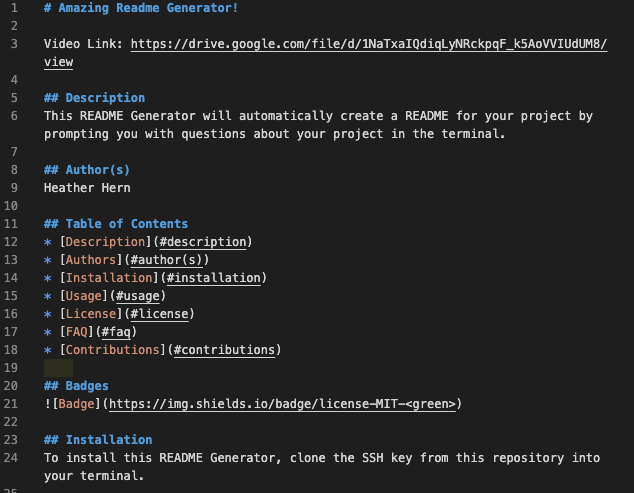 1 # Amazing Readme Generator!
2
3 Video Link: https://drive.google.com/file/d/1NaTxaIQdiqLyNRckpqF_k5AoVVIUdUM8/
view
4
5 ## Description
6 This README Generator will automatically create a README for your project by
prompting you with questions about your project in the terminal.
7
8 ## Author(s)
9 Heather Hern
10
11 ## Table of Contents
12 * [Description](#description)
13 * [Authors](#author(s))
14 * [Installation](#installation)
15 * [Usage](#usage)
16 * [License](#license)
17 * [FAQ](#faq)
18 * [Contributions](#contributions)
19
20 ## Badges
21 ![Badge](https://img.shields.io/badge/license-MIT-<green>)
22
23 ## Installation
24 To install this README Generator, clone the SSH key from this repository into
your terminal.
25